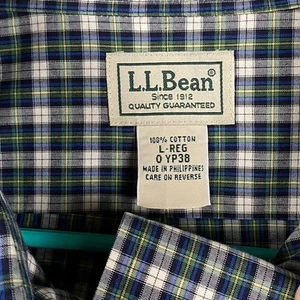 L.L.Bean®
Since 1912
QUALITY GUARANTEED
100% COTTON
L-REG
0 YP38
MADE IN PHILIPPINES
CARE ON REVERSE